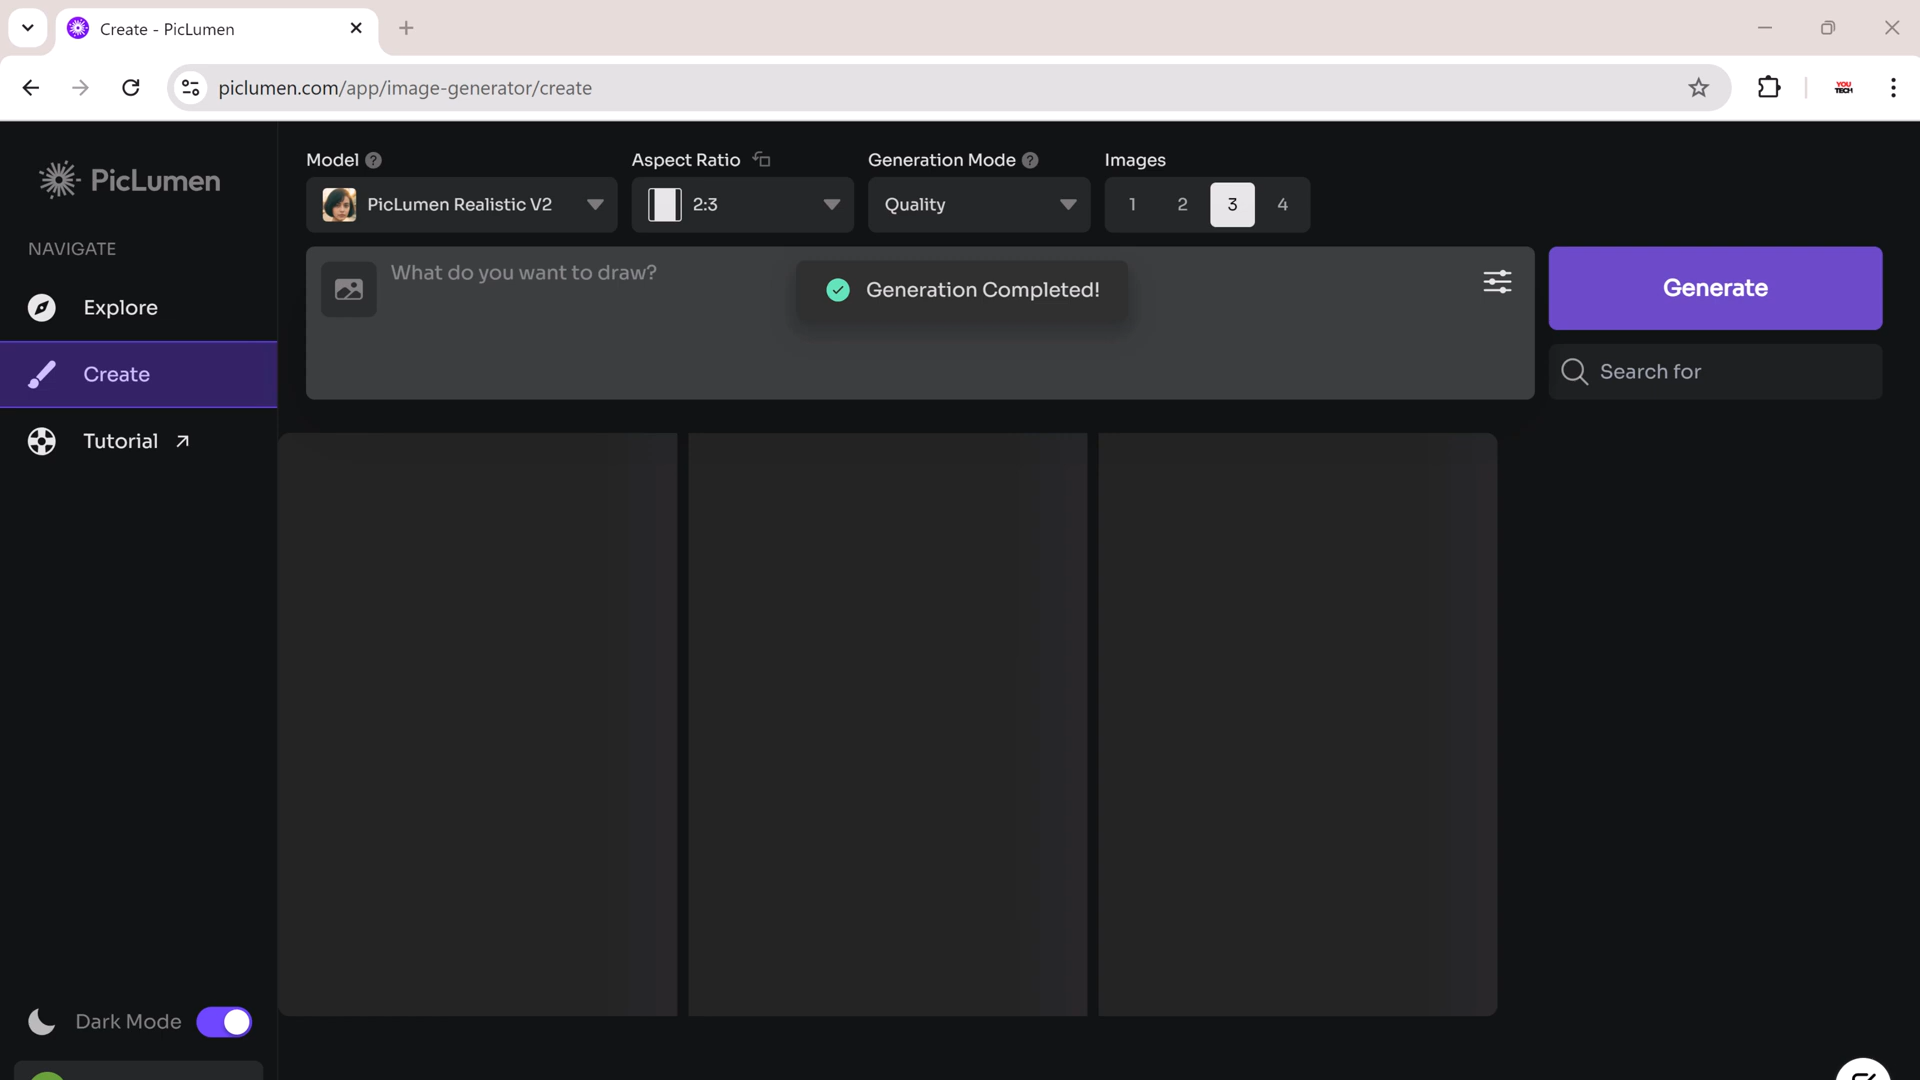 Create - PicLumen
piclumen.com/app/image-generator/create
YOU
TECH
PicLumen
NAVIGATE
Explore
Create
Tutorial
Dark Mode
Model ?
Aspect Ratio
Generation Mode ?
Images
PicLumen Realistic V2
2:3
Quality
1 2 3 4
What do you want to draw?
Generation Completed!
Generate
Search for